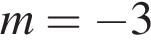 m = −3